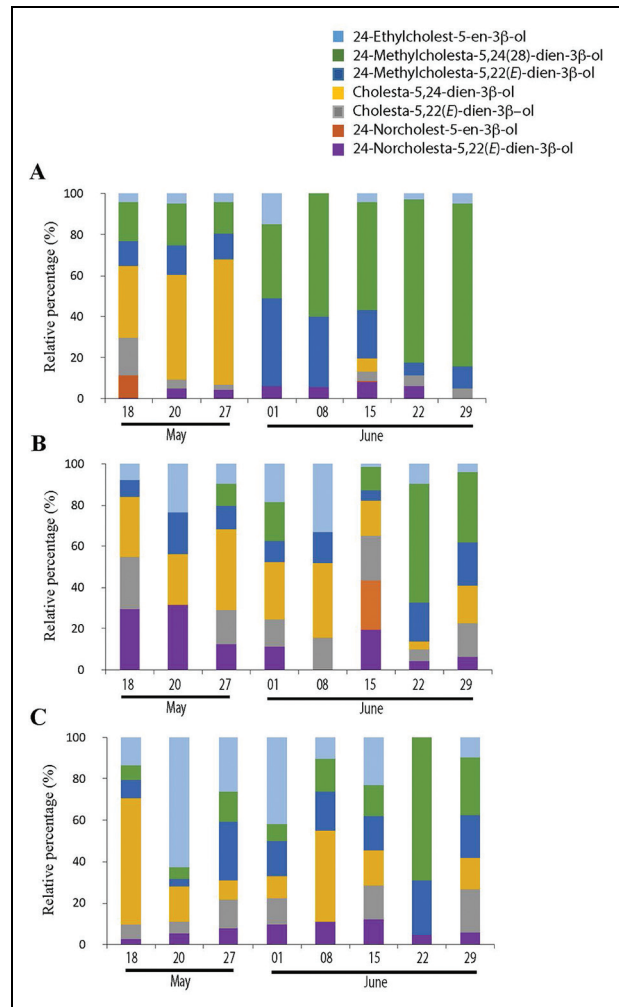 24-Ethylcholest-5-en-3β-ol
24-Methylcholesta-5,24(28)-dien-3β-ol
24-Methylcholesta-5,22(E)-dien-3β-ol
Cholesta-5,24-dien-3β-ol
Cholesta-5,22(E)-dien-3β–ol
24-Norcholest-5-en-3β-ol
24-Norcholesta-5,22(E)-dien-3β-ol
A
Relative percentage (%)
100
80
60
40
20
0
18 20 27 01 08 15 22 29
May June
B
Relative percentage (%)
100
80
60
40
20
0
18 20 27 01 08 15 22 29
May June
C
Relative percentage (%)
100
80
60
40
20
0
18 20 27 01 08 15 22 29
May June